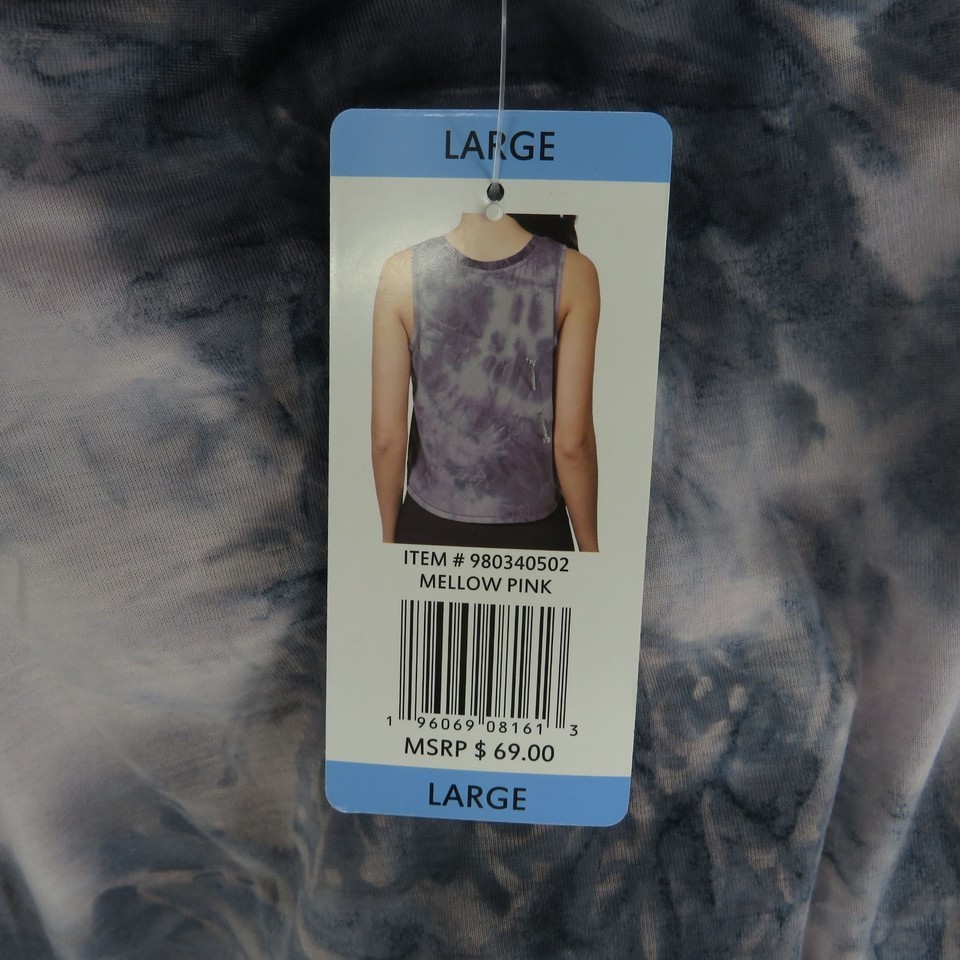 LARGE
ITEM # 980340502
MELLOW PINK
1 96069 08161 3
MSRP $ 69.00
LARGE